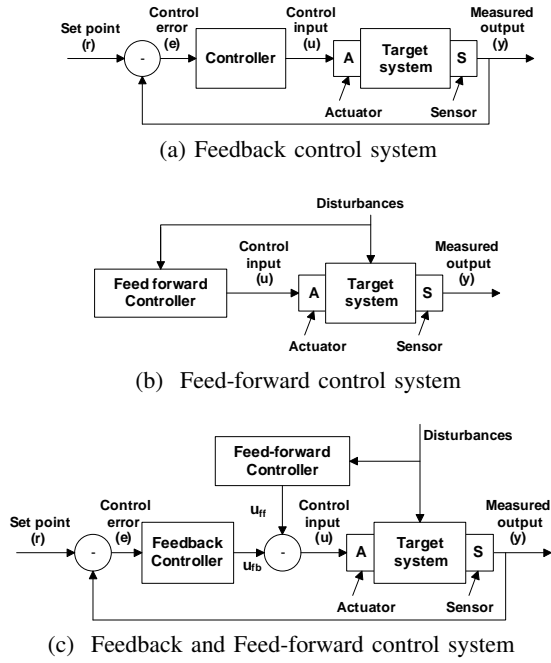 Set point
(r)
Control
error
(e)
Controller
Control
input
(u)
A
Target
system
S
Measured
output
(y)
Actuator
Sensor
(a) Feedback control system
Disturbances
Feed forward
Controller
Control
input
(u)
A
Target
system
S
Measured
output
(y)
Actuator
Sensor
(b) Feed-forward control system
Disturbances
Feed-forward
Controller
Set point
(r)
-
Control
error
(e)
Feedback
Controller
uff
ufb
-
Control
input
(u)
A
Target
system
S
Measured
output
(y)
Actuator
Sensor
(c) Feedback and Feed-forward control system